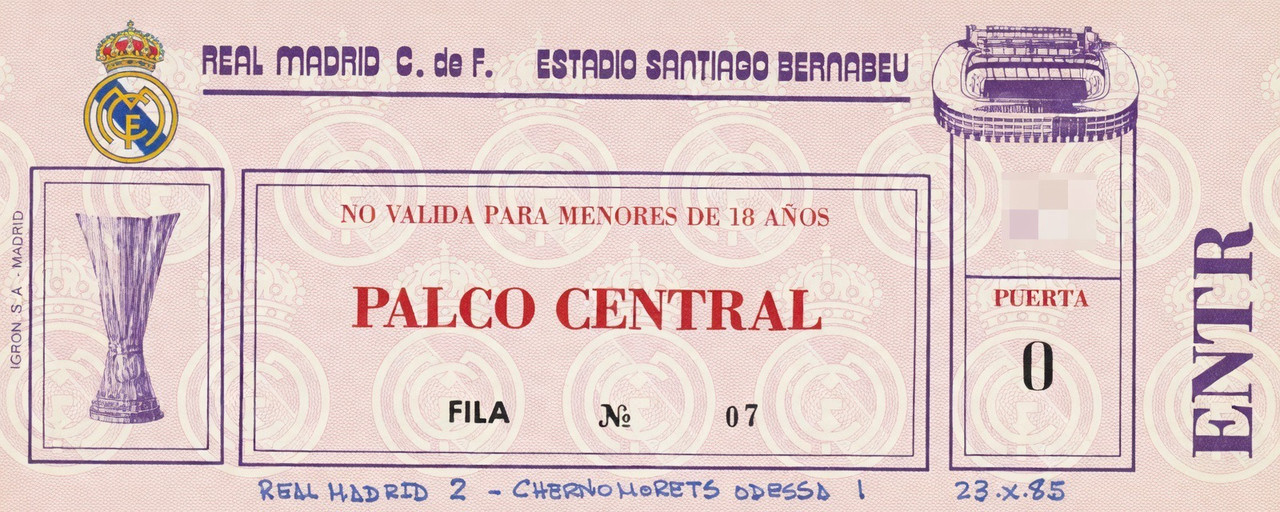 REAL MADRID C. de F. ESTADIO SANTIAGO BERNABEU
NO VALIDA PARA MENORES DE 18 AÑOS
PALCO CENTRAL
FILA № 07
PUERTA
0
ENTR
IGRON, S A - MADRID
REAL MADRID 2 - CHERNOMORETS ODESSA 1 23.X.85